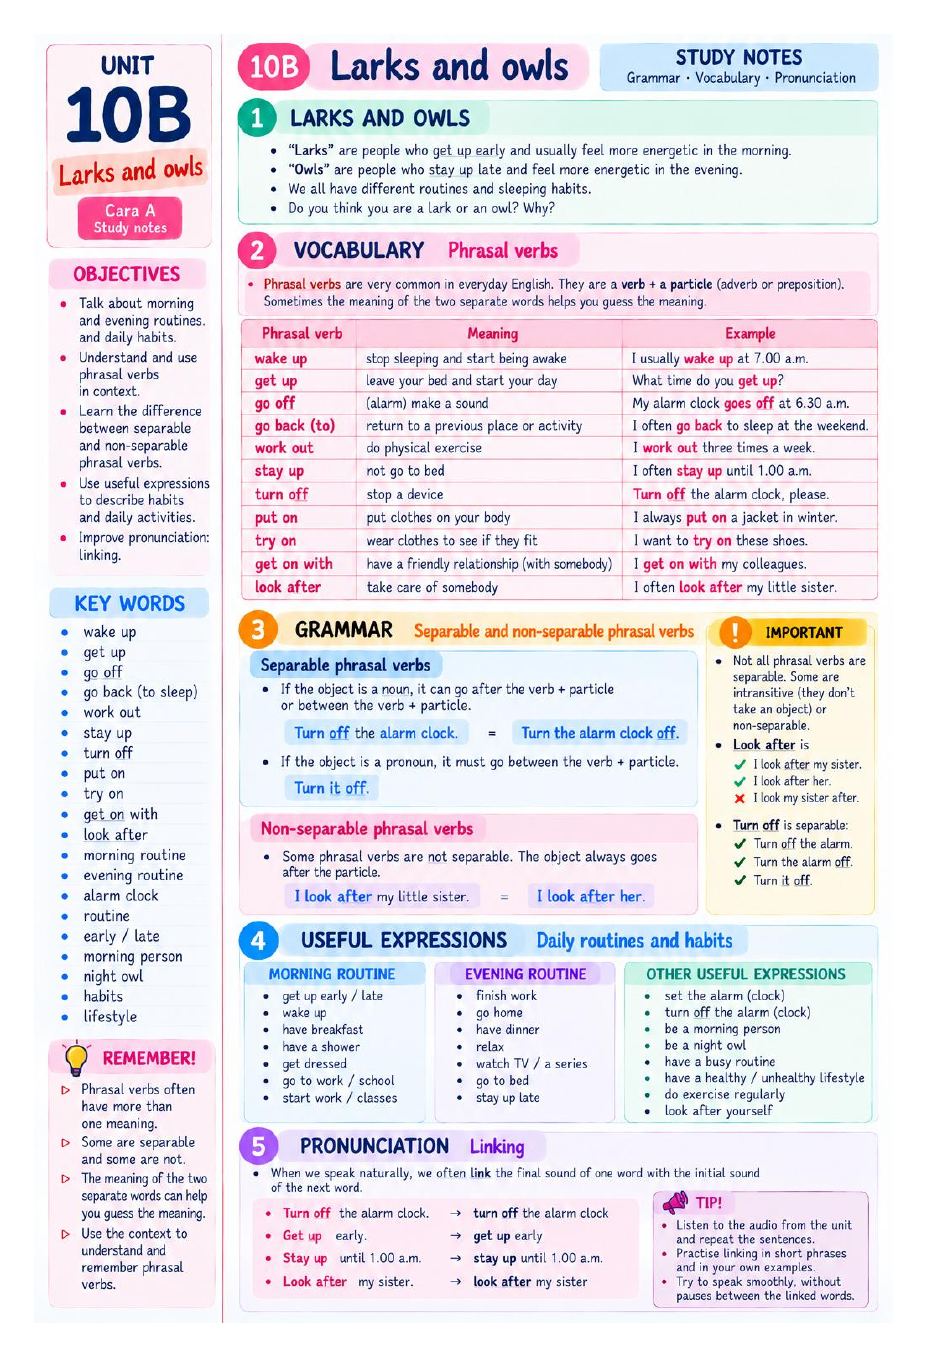 UNIT
10B
Larks and owls
Cara A
Study notes
OBJECTIVES
• Talk about morning
and evening routines.
and daily habits.
• Understand and use
phrasal verbs
in context.
• Learn the difference
between separable
and non-separable
phrasal verbs.
• Use useful expressions
to describe habits
and daily activities.
• Improve pronunciation:
linking.
KEY WORDS
• wake up
• get up
• go off
• go back (to sleep)
• work out
• stay up
• turn off
• put on
• try on
• get on with
• look after
• morning routine
• evening routine
• alarm clock
• routine
• early / late
• morning person
• night owl
• habits
• lifestyle
REMEMBER!
▷ Phrasal verbs often
have more than
one meaning.
▷ Some are separable
and some are not.
▷ The meaning of the two
separate words can help
you guess the meaning.
▷ Use the context to
understand and
remember phrasal
verbs.
10B Larks and owls
STUDY NOTES
Grammar · Vocabulary · Pronunciation
1 LARKS AND OWLS
• “Larks” are people who get up early and usually feel more energetic in the morning.
• “Owls” are people who stay up late and feel more energetic in the evening.
• We all have different routines and sleeping habits.
• Do you think you are a lark or an owl? Why?
2 VOCABULARY Phrasal verbs
• Phrasal verbs are very common in everyday English. They are a verb + a particle (adverb or preposition).
Sometimes the meaning of the two separate words helps you guess the meaning.
Phrasal verb Meaning Example
wake up stop sleeping and start being awake I usually wake up at 7.00 a.m.
get up leave your bed and start your day What time do you get up?
go off (alarm) make a sound My alarm clock goes off at 6.30 a.m.
go back (to) return to a previous place or activity I often go back to sleep at the weekend.
work out do physical exercise I work out three times a week.
stay up not go to bed I often stay up until 1.00 a.m.
turn off stop a device Turn off the alarm clock, please.
put on put clothes on your body I always put on a jacket in winter.
try on wear clothes to see if they fit I want to try on these shoes.
get on with have a friendly relationship (with somebody) I get on with my colleagues.
look after take care of somebody I often look after my little sister.
3 GRAMMAR Separable and non-separable phrasal verbs
Separable phrasal verbs
• If the object is a noun, it can go after the verb + particle
or between the verb + particle.
Turn off the alarm clock. = Turn the alarm clock off.
• If the object is a pronoun, it must go between the verb + particle.
Turn it off.
Non-separable phrasal verbs
• Some phrasal verbs are not separable. The object always goes
after the particle.
I look after my little sister. = I look after her.
! IMPORTANT
• Not all phrasal verbs are
separable. Some are
intransitive (they don't
take an object) or
non-separable.
• Look after is
✓ I look after my sister.
✓ I look after her.
✗ I look my sister after.
• Turn off is separable:
✓ Turn off the alarm.
✓ Turn the alarm off.
✓ Turn it off.
4 USEFUL EXPRESSIONS Daily routines and habits
MORNING ROUTINE
• get up early / late
• wake up
• have breakfast
• have a shower
• get dressed
• go to work / school
• start work / classes
EVENING ROUTINE
• finish work
• go home
• have dinner
• relax
• watch TV / a series
• go to bed
• stay up late
OTHER USEFUL EXPRESSIONS
• set the alarm (clock)
• turn off the alarm (clock)
• be a morning person
• be a night owl
• have a busy routine
• have a healthy / unhealthy lifestyle
• do exercise regularly
• look after yourself
5 PRONUNCIATION Linking
• When we speak naturally, we often link the final sound of one word with the initial sound
of the next word.
• Turn off the alarm clock. → turn off the alarm clock
• Get up early. → get up early
• Stay up until 1.00 a.m. → stay up until 1.00 a.m.
• Look after my sister. → look after my sister
TIP!
• Listen to the audio from the unit
and repeat the sentences.
• Practise linking in short phrases
and in your own examples.
• Try to speak smoothly, without
pauses between the linked words.